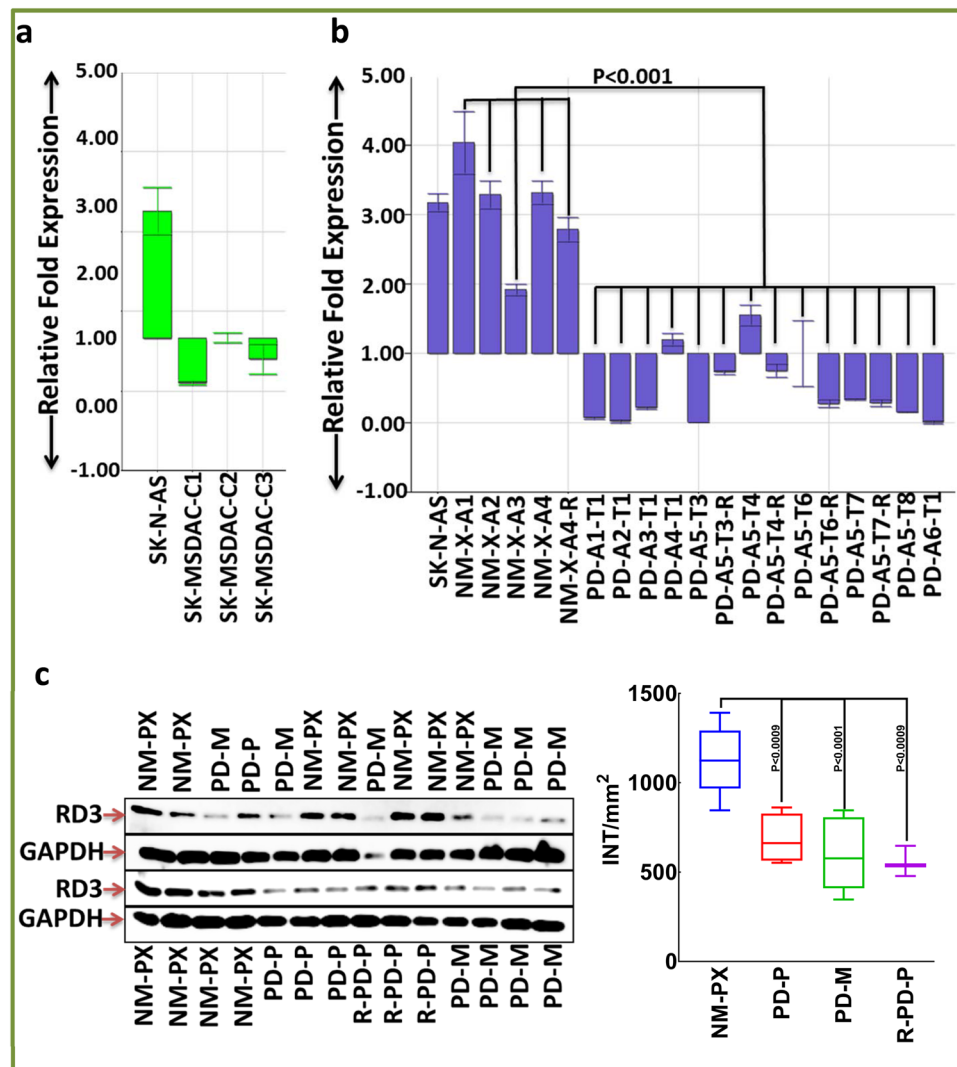 a
Relative Fold Expression
5.00
4.00
3.00
2.00
1.00
0.00
-1.00
SK-N-AS
SK-MSDAC-C1
SK-MSDAC-C2
SK-MSDAC-C3
b
Relative Fold Expression
5.00
4.00
3.00
2.00
1.00
0.00
-1.00
P<0.001
SK-N-AS
NM-X-A1
NM-X-A2
NM-X-A3
NM-X-A4
NM-X-A4-R
PD-A1-T1
PD-A2-T1
PD-A3-T1
PD-A4-T1
PD-A5-T3
PD-A5-T3-R
PD-A5-T4
PD-A5-T4-R
PD-A5-T6
PD-A5-T6-R
PD-A5-T7
PD-A5-T7-R
PD-A5-T8
PD-A6-T1
c
NM-PX
NM-PX
PD-M
PD-P
PD-M
NM-PX
NM-PX
PD-M
NM-PX
NM-PX
NM-PX
PD-M
PD-M
PD-M
RD3
GAPDH
RD3
GAPDH
NM-PX
NM-PX
NM-PX
NM-PX
PD-P
PD-P
PD-P
R-PD-P
R-PD-P
R-PD-P
PD-M
PD-M
PD-M
PD-M
INT/mm²
1500
1000
500
0
P<0.0009
P<0.0001
P<0.0009
NM-PX
PD-P
PD-M
R-PD-P